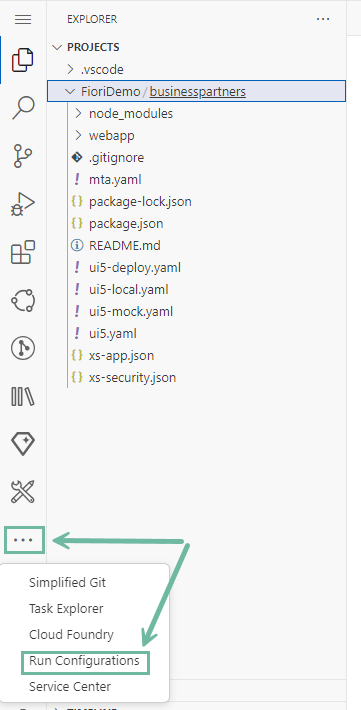 EXPLORER
PROJECTS
.vscode
FioriDemo / businesspartners
node_modules
webapp
.gitignore
mta.yaml
package-lock.json
package.json
README.md
ui5-deploy.yaml
ui5-local.yaml
ui5-mock.yaml
ui5.yaml
xs-app.json
xs-security.json
Simplified Git
Task Explorer
Cloud Foundry
Run Configurations
Service Center
TIMELINE